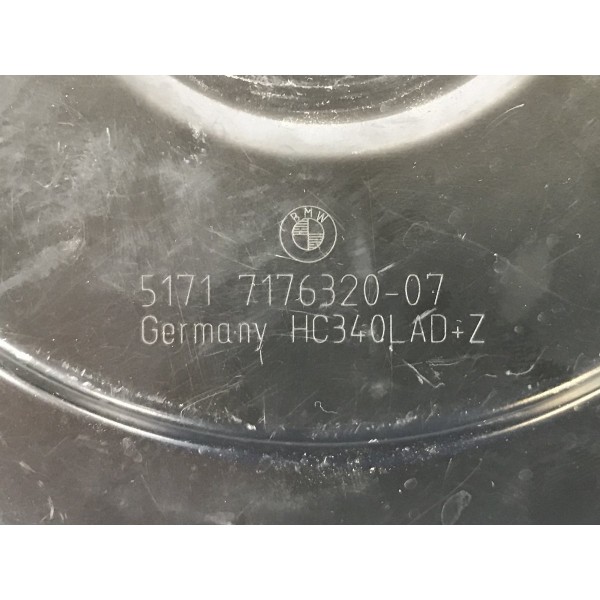 BMW
5171 7176320-07
Germany HC340LAD+Z